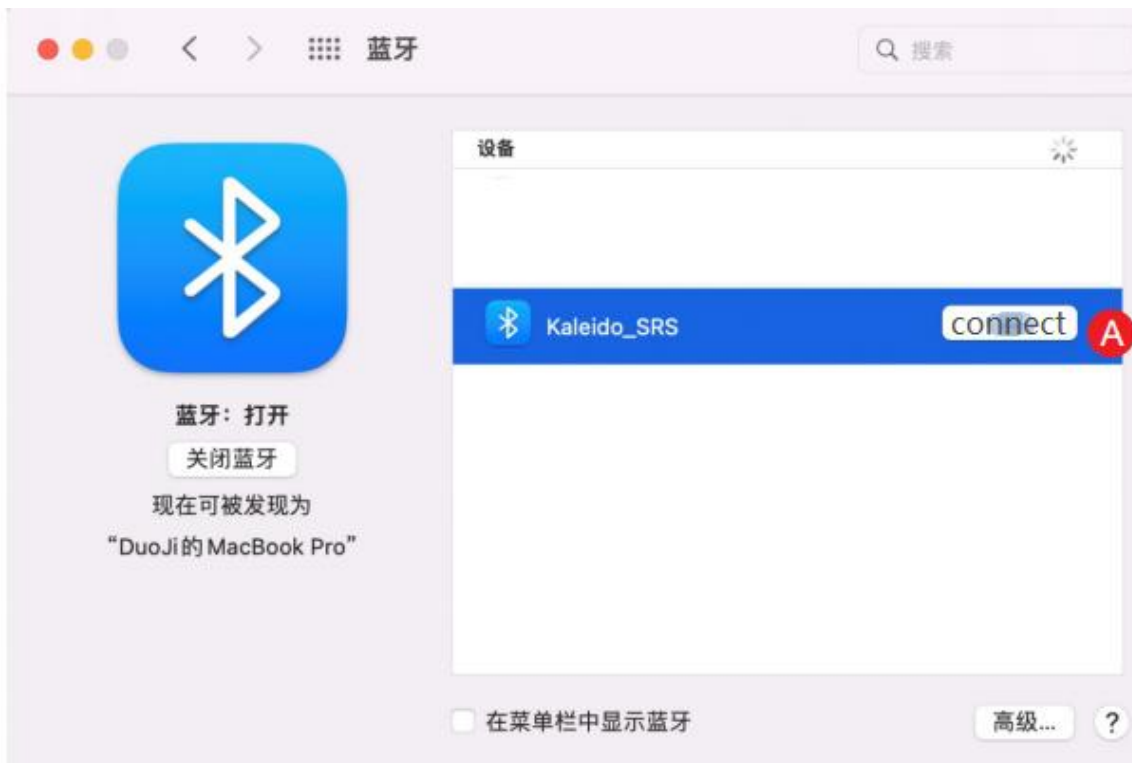 蓝牙
搜索
设备
Kaleido_SRS
connect
A
蓝牙：打开
关闭蓝牙
现在可被发现为
“DuoJi的MacBook Pro”
在菜单栏中显示蓝牙
高级...
?